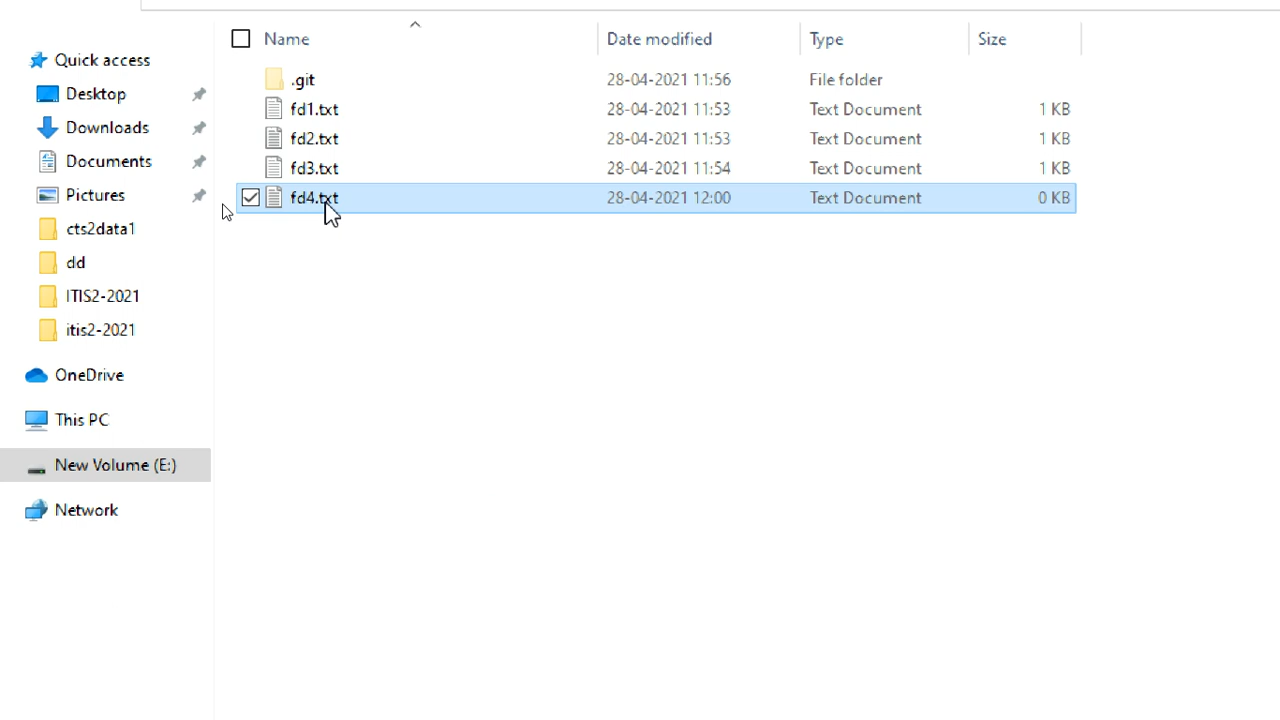 Name Date modified Type Size
Quick access
Desktop
Downloads
Documents
Pictures
cts2data1
dd
ITIS2-2021
itis2-2021
OneDrive
This PC
New Volume (E:)
Network
.git 28-04-2021 11:56 File folder
fd1.txt 28-04-2021 11:53 Text Document 1 KB
fd2.txt 28-04-2021 11:53 Text Document 1 KB
fd3.txt 28-04-2021 11:54 Text Document 1 KB
fd4.txt 28-04-2021 12:00 Text Document 0 KB